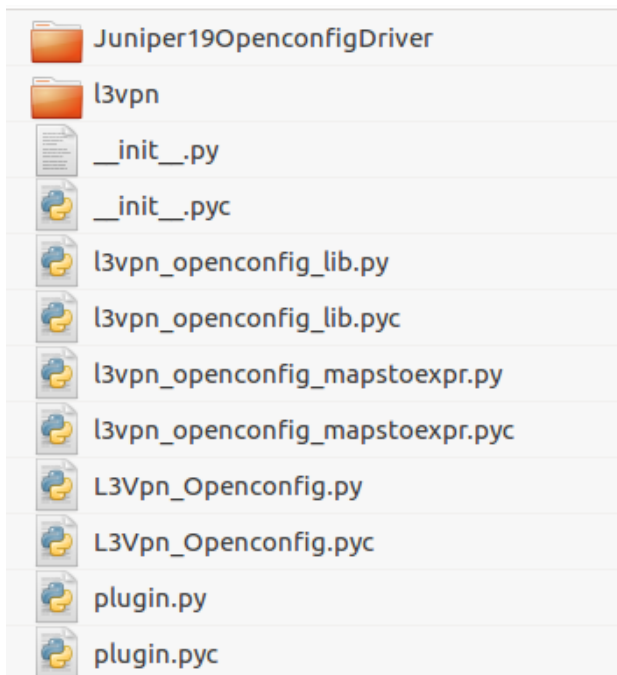 Juniper19OpenconfigDriver
l3vpn
__init__.py
__init__.pyc
l3vpn_openconfig_lib.py
l3vpn_openconfig_lib.pyc
l3vpn_openconfig_mapstoexpr.py
l3vpn_openconfig_mapstoexpr.pyc
L3Vpn_Openconfig.py
L3Vpn_Openconfig.pyc
plugin.py
plugin.pyc